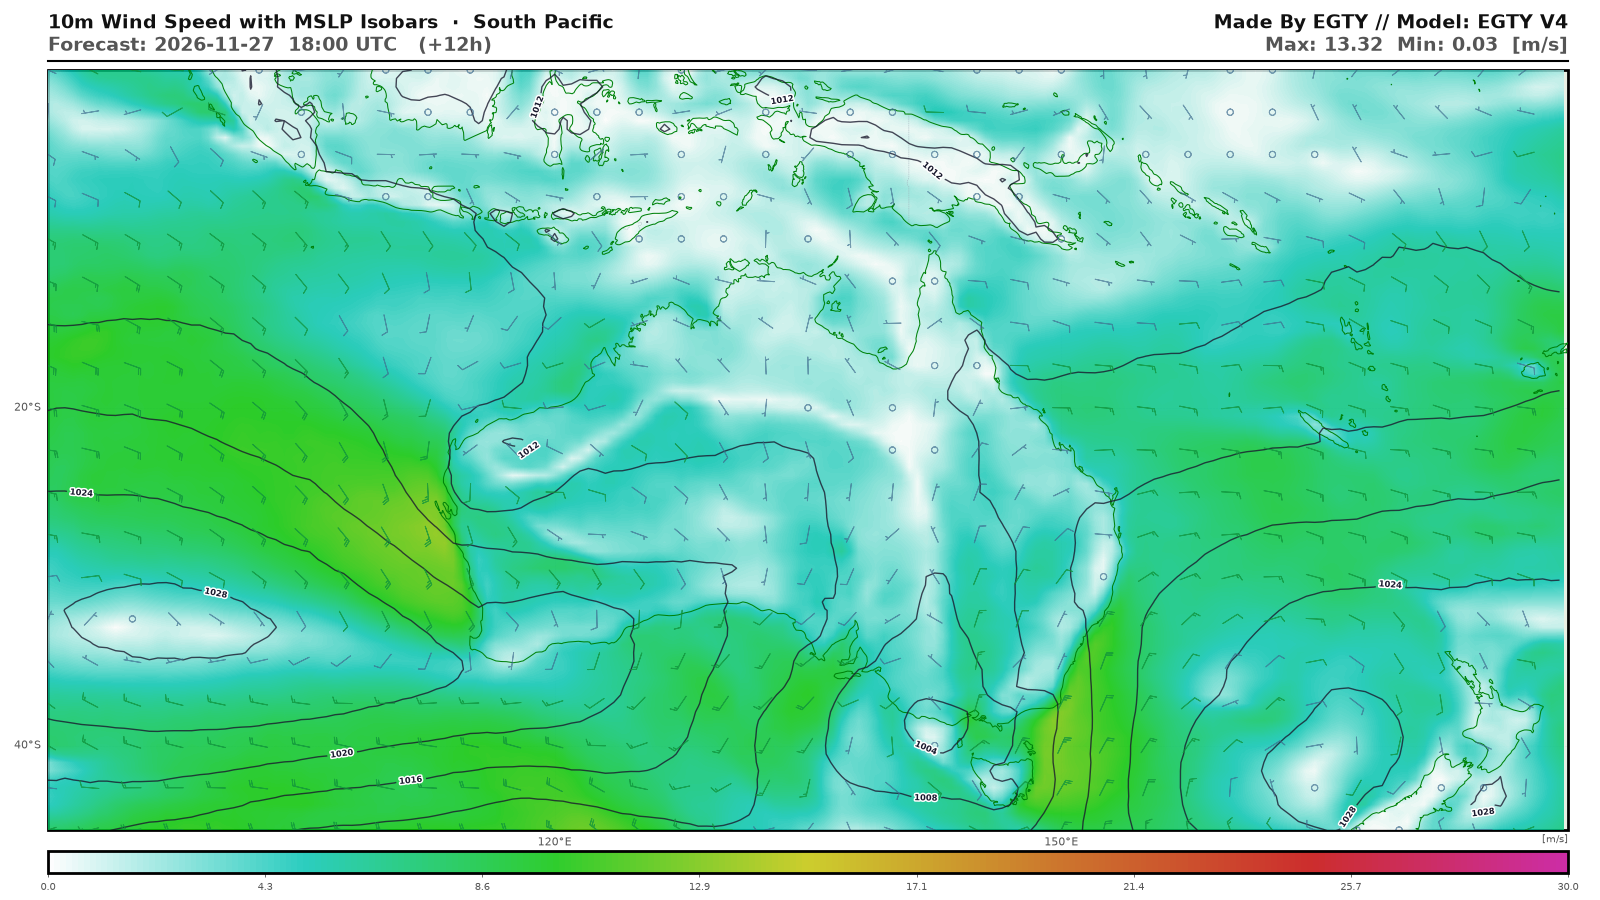 10m Wind Speed with MSLP Isobars · South Pacific
Made By EGTY // Model: EGTY V4
Forecast: 2026-11-27 18:00 UTC (+12h)
Max: 13.32 Min: 0.03 [m/s]
1012
1012
1012
20°S
1012
1024
1024
1028
40°S
1004
1020
1016
1008
1028
1028
120°E
150°E
[m/s]
0.0
4.3
8.6
12.9
17.1
21.4
25.7
30.0